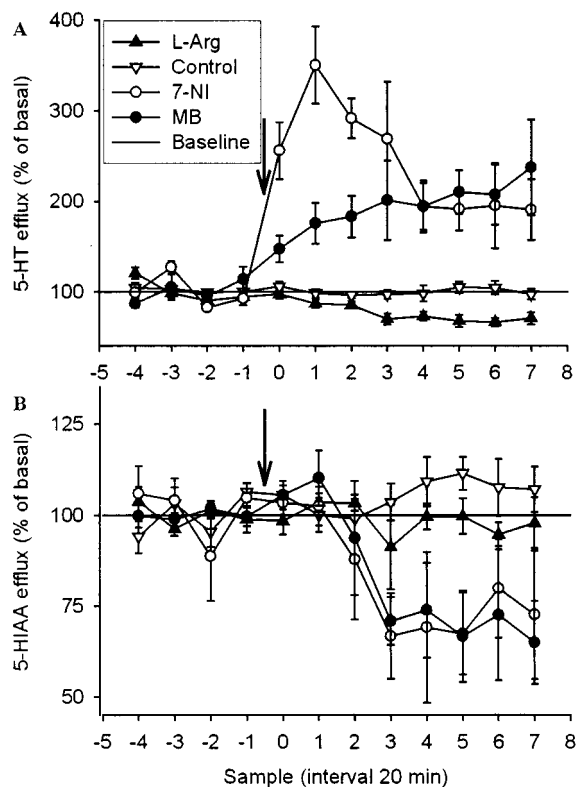 A
L-Arg
Control
7-NI
MB
Baseline
5-HT efflux (% of basal)
400
300
200
100
-5 -4 -3 -2 -1 0 1 2 3 4 5 6 7 8
B
5-HIAA efflux (% of basal)
125
100
75
50
-5 -4 -3 -2 -1 0 1 2 3 4 5 6 7 8
Sample (interval 20 min)